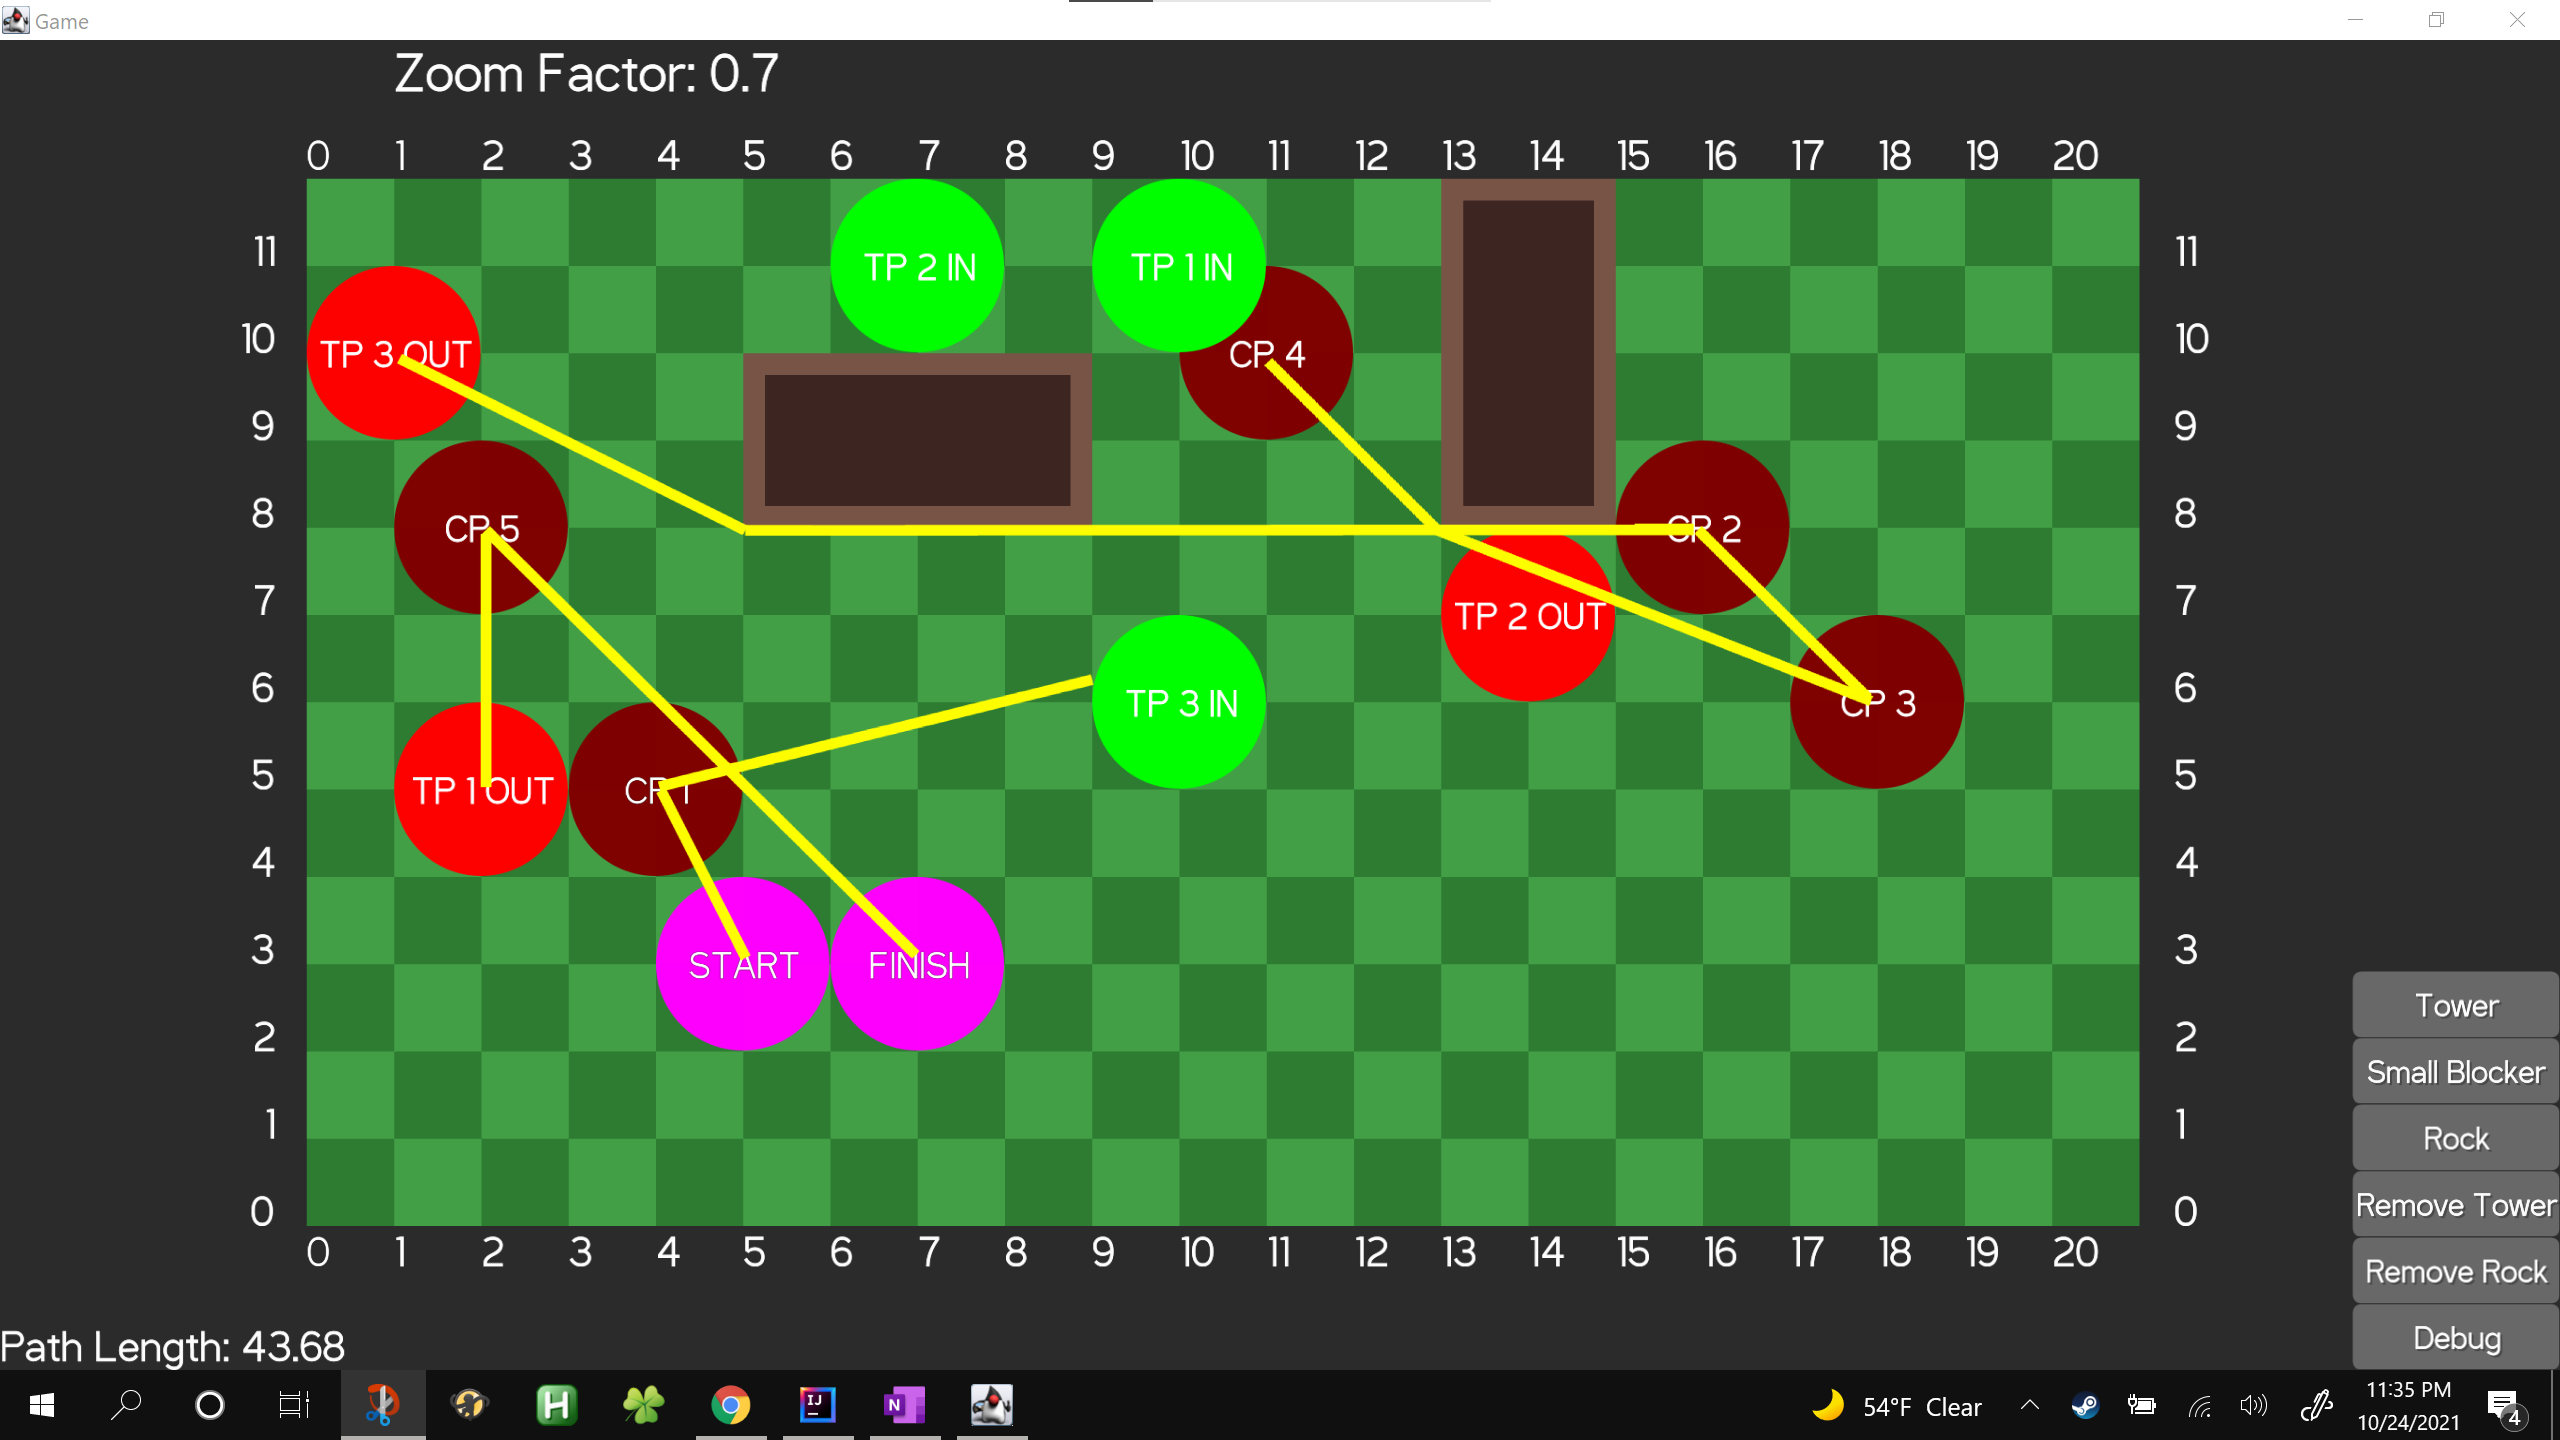 Game
Zoom Factor: 0.7
0 1 2 3 4 5 6 7 8 9 10 11 12 13 14 15 16 17 18 19 20
11 TP 2 IN TP 1 IN 11
10 TP 3 OUT CP 4 10
9 9
8 CP 5 CP 2 8
7 TP 2 OUT 7
6 TP 3 IN CP 3 6
5 TP 1 OUT CP 1 5
4 4
3 START FINISH 3
2 2
1 1
0 0
0 1 2 3 4 5 6 7 8 9 10 11 12 13 14 15 16 17 18 19 20
Tower
Small Blocker
Rock
Remove Tower
Remove Rock
Debug
Path Length: 43.68
H
IJ
N
54°F Clear
11:35 PM
10/24/2021
4